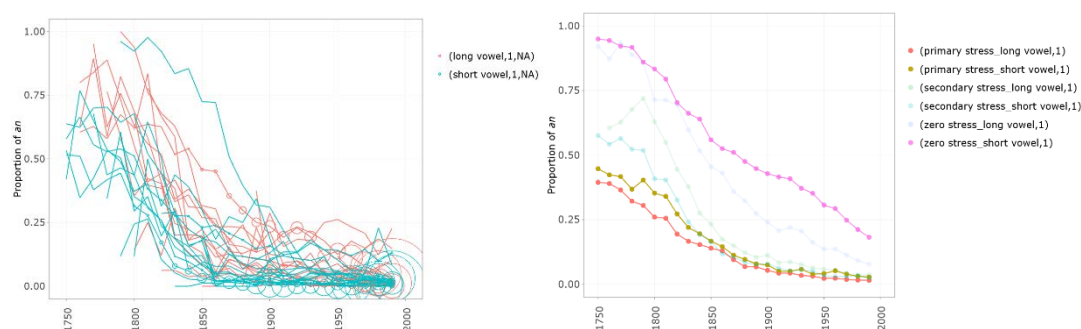 1.00
0.75
0.50
0.25
0.00
Proportion of an
1750
1800
1850
1900
1950
2000
(long vowel,1,NA)
(short vowel,1,NA)
1.00
0.75
0.50
0.25
0.00
Proportion of an
1750
1800
1850
1900
1950
2000
(primary stress_long vowel,1)
(primary stress_short vowel,1)
(secondary stress_long vowel,1)
(secondary stress_short vowel,1)
(zero stress_long vowel,1)
(zero stress_short vowel,1)